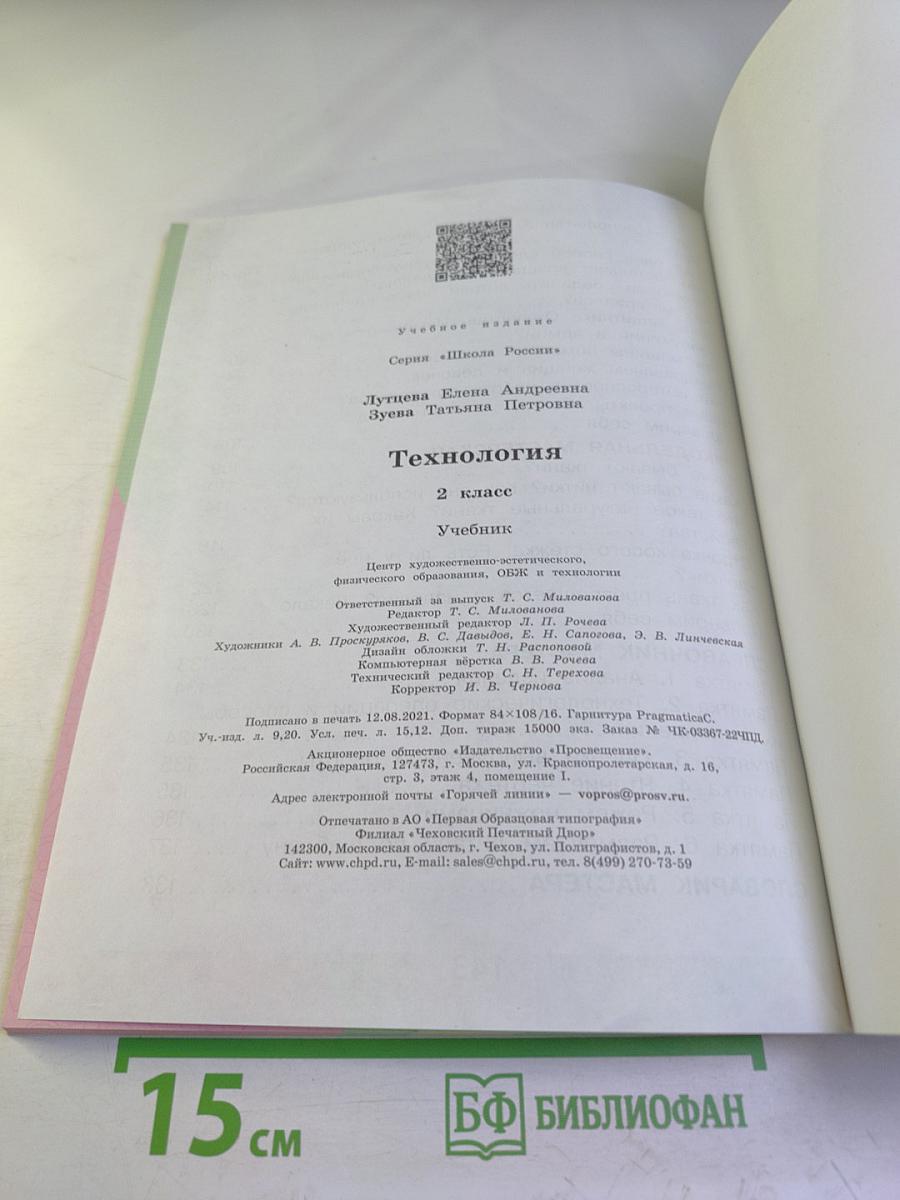 Учебное издание
Серия «Школа России»
Лутцева Елена Андреевна
Зуева Татьяна Петровна
Технология
2 класс
Учебник
Центр художественно-эстетического,
физического образования, ОБЖ и технологии
Ответственный за выпуск Т. С. Милованова
Редактор Т. С. Милованова
Художественный редактор Л. П. Рочева
Художники А. В. Проскуряков, В. С. Давыдов, Е. Н. Сапогова, Э. В. Линчевская
Дизайн обложки Т. Н. Распоповой
Компьютерная вёрстка В. В. Рочева
Технический редактор С. Н. Терехова
Корректор И. В. Чернова
Подписано в печать 12.08.2021. Формат 84×108/16. Гарнитура PragmaticaC.
Уч.-изд. л. 9,20. Усл. печ. л. 15,12. Доп. тираж 15000 экз. Заказ № ЧК-03367-22ЧПД.
Акционерное общество «Издательство «Просвещение».
Российская Федерация, 127473, г. Москва, ул. Краснопролетарская, д. 16,
стр. 3, этаж 4, помещение I.
Адрес электронной почты «Горячей линии» — vopros@prosv.ru.
Отпечатано в АО «Первая Образцовая типография»
Филиал «Чеховский Печатный Двор»
142300, Московская область, г. Чехов, ул. Полиграфистов, д. 1
Сайт: www.chpd.ru, E-mail: sales@chpd.ru, тел. 8(499) 270-73-59
15 см
БФ БИБЛИОФАН